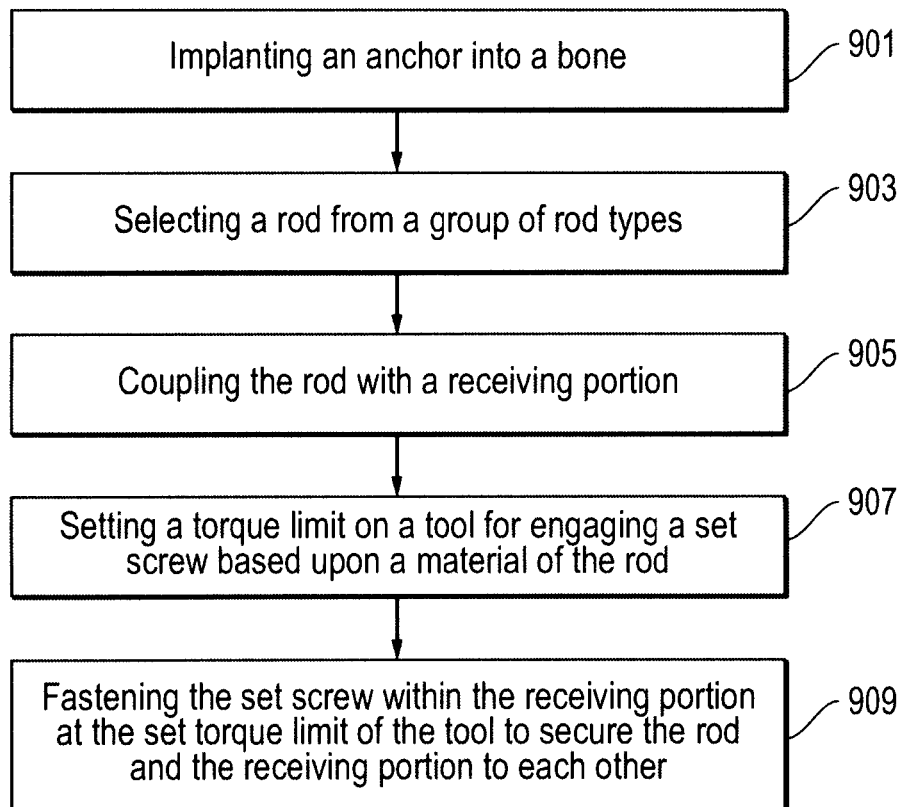 Implanting an anchor into a bone
901
Selecting a rod from a group of rod types
903
Coupling the rod with a receiving portion
905
Setting a torque limit on a tool for engaging a set
screw based upon a material of the rod
907
Fastening the set screw within the receiving portion
at the set torque limit of the tool to secure the rod
and the receiving portion to each other
909